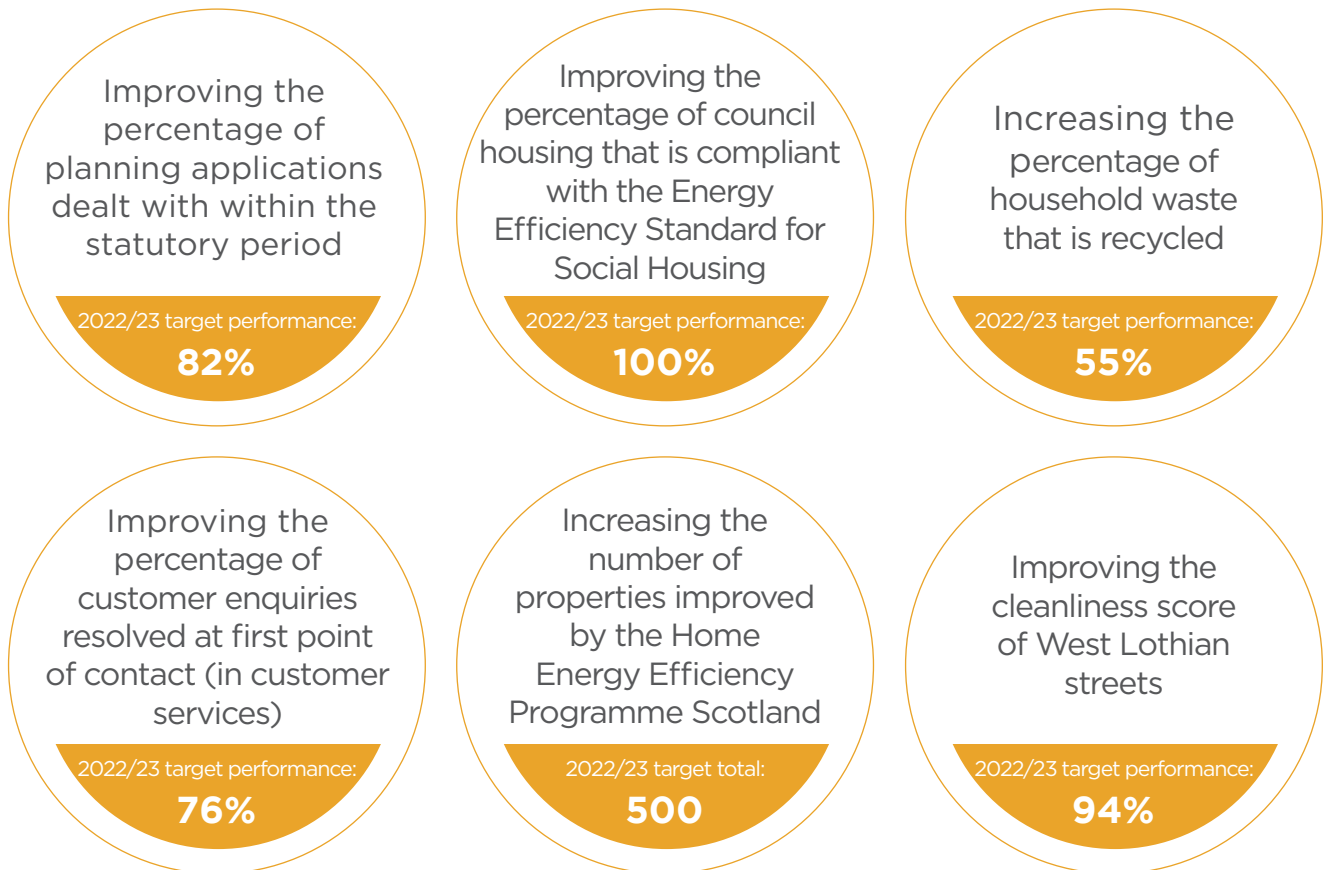 Improving the
percentage of
planning applications
dealt with within the
statutory period
2022/23 target performance:
82%
Improving the
percentage of council
housing that is compliant
with the Energy
Efficiency Standard for
Social Housing
2022/23 target performance:
100%
Increasing the
percentage of
household waste
that is recycled
2022/23 target performance:
55%
Improving the
percentage of
customer enquiries
resolved at first point
of contact (in customer
services)
2022/23 target performance:
76%
Increasing the
number of
properties improved
by the Home
Energy Efficiency
Programme Scotland
2022/23 target total:
500
Improving the
cleanliness score
of West Lothian
streets
2022/23 target performance:
94%